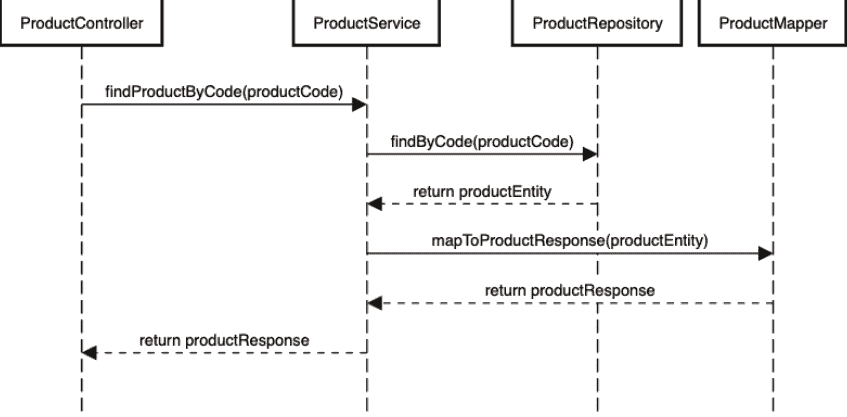 ProductController
ProductService
ProductRepository
ProductMapper
findProductByCode(productCode)
findByCode(productCode)
return productEntity
mapToProductResponse(productEntity)
return productResponse
return productResponse